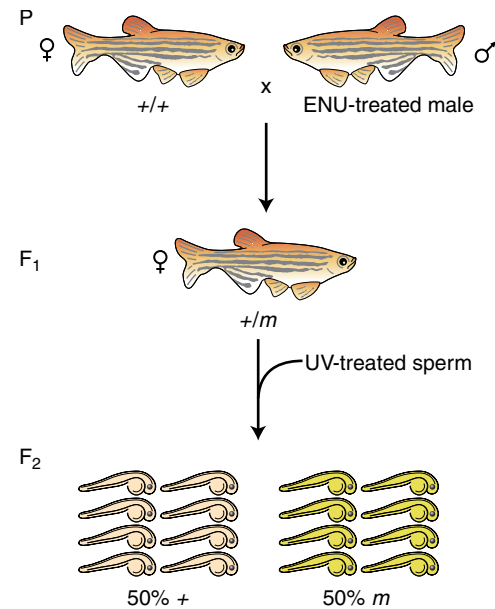 P
♀ ♂
x
+/+ ENU-treated male
F1
♀
+/m
UV-treated sperm
F2
50% + 50% m